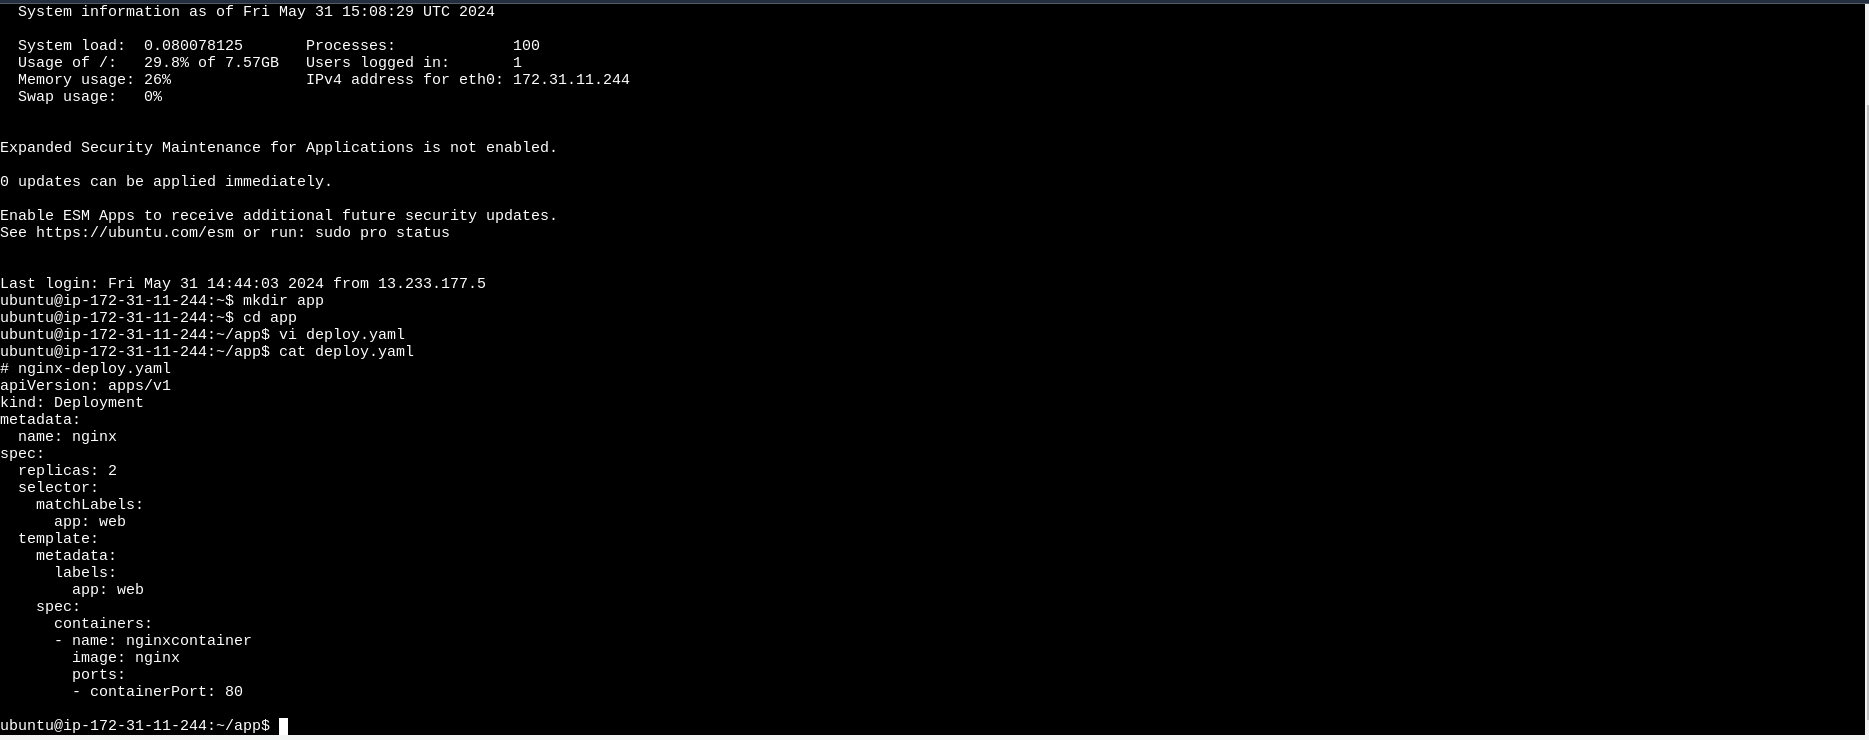 System information as of Fri May 31 15:08:29 UTC 2024

  System load:  0.080078125       Processes:             100
  Usage of /:   29.8% of 7.57GB   Users logged in:       1
  Memory usage: 26%               IPv4 address for eth0: 172.31.11.244
  Swap usage:   0%


Expanded Security Maintenance for Applications is not enabled.

0 updates can be applied immediately.

Enable ESM Apps to receive additional future security updates.
See https://ubuntu.com/esm or run: sudo pro status


Last login: Fri May 31 14:44:03 2024 from 13.233.177.5
ubuntu@ip-172-31-11-244:~$ mkdir app
ubuntu@ip-172-31-11-244:~$ cd app
ubuntu@ip-172-31-11-244:~/app$ vi deploy.yaml
ubuntu@ip-172-31-11-244:~/app$ cat deploy.yaml
# nginx-deploy.yaml
apiVersion: apps/v1
kind: Deployment
metadata:
  name: nginx
spec:
  replicas: 2
  selector:
    matchLabels:
      app: web
  template:
    metadata:
      labels:
        app: web
    spec:
      containers:
      - name: nginxcontainer
        image: nginx
        ports:
        - containerPort: 80

ubuntu@ip-172-31-11-244:~/app$